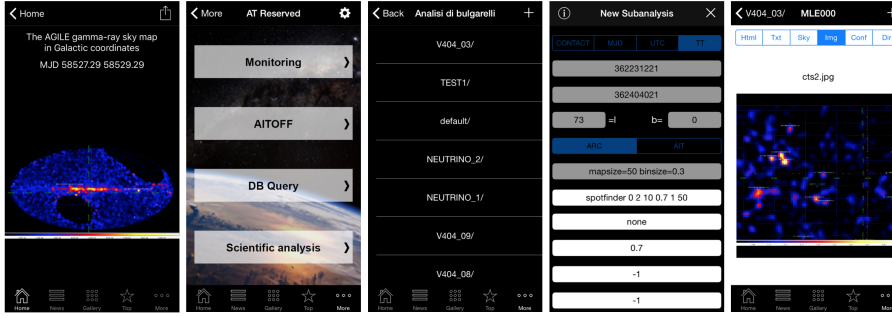 Home
The AGILE gamma-ray sky map
in Galactic coordinates
MJD 58527.29 58529.29
Home News Gallery Top More
More AT Reserved
Monitoring
AITOFF
DB Query
Scientific analysis
Home News Gallery Top More
Back Analisi di bulgarelli
V404_03/
TEST1/
default/
NEUTRINO_2/
NEUTRINO_1/
V404_09/
V404_08/
Home News Gallery Top More
New Subanalysis
CONTACT MJD UTC TT
362231221
362404021
73 =l b= 0
ARC AIT
mapsize=50 binsize=0.3
spotfinder 0 2 10 0.7 1 50
none
0.7
-1
-1
V404_03/ MLE000
Html Txt Sky Img Conf Dir
cts2.jpg
Home News Gallery Top More